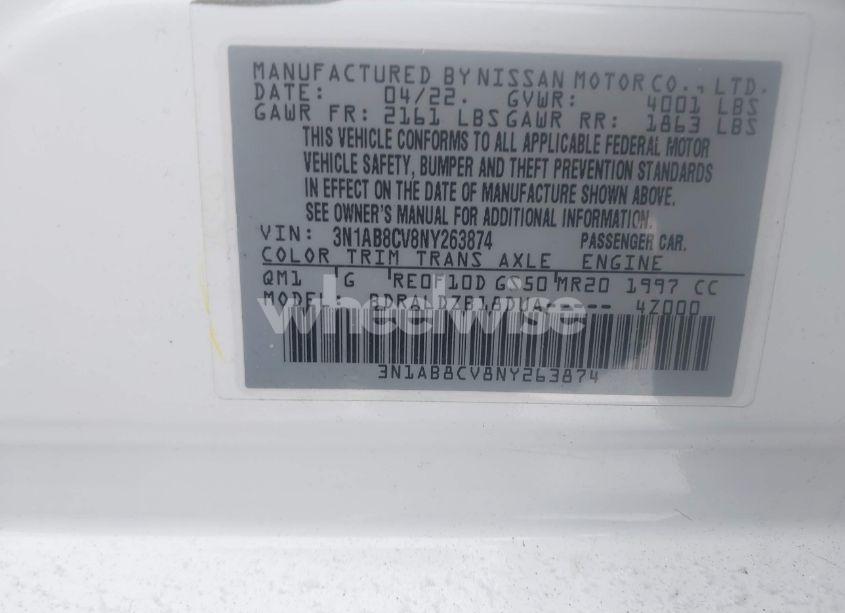 MANUFACTURED BY NISSAN MOTOR CO., LTD.
DATE: 04/22. GVWR: 4001 LBS
GAWR FR: 2161 LBS GAWR RR: 1863 LBS
THIS VEHICLE CONFORMS TO ALL APPLICABLE FEDERAL MOTOR
VEHICLE SAFETY, BUMPER AND THEFT PREVENTION STANDARDS
IN EFFECT ON THE DATE OF MANUFACTURE SHOWN ABOVE.
SEE OWNER'S MANUAL FOR ADDITIONAL INFORMATION.
VIN: 3N1AB8CV8NY263874 PASSENGER CAR.
COLOR TRIM TRANS AXLE ENGINE
QM1 G RE0F10D MR20 1997 CC
MODEL: 4Z000
wheelwise
3N1AB8CV8NY263874